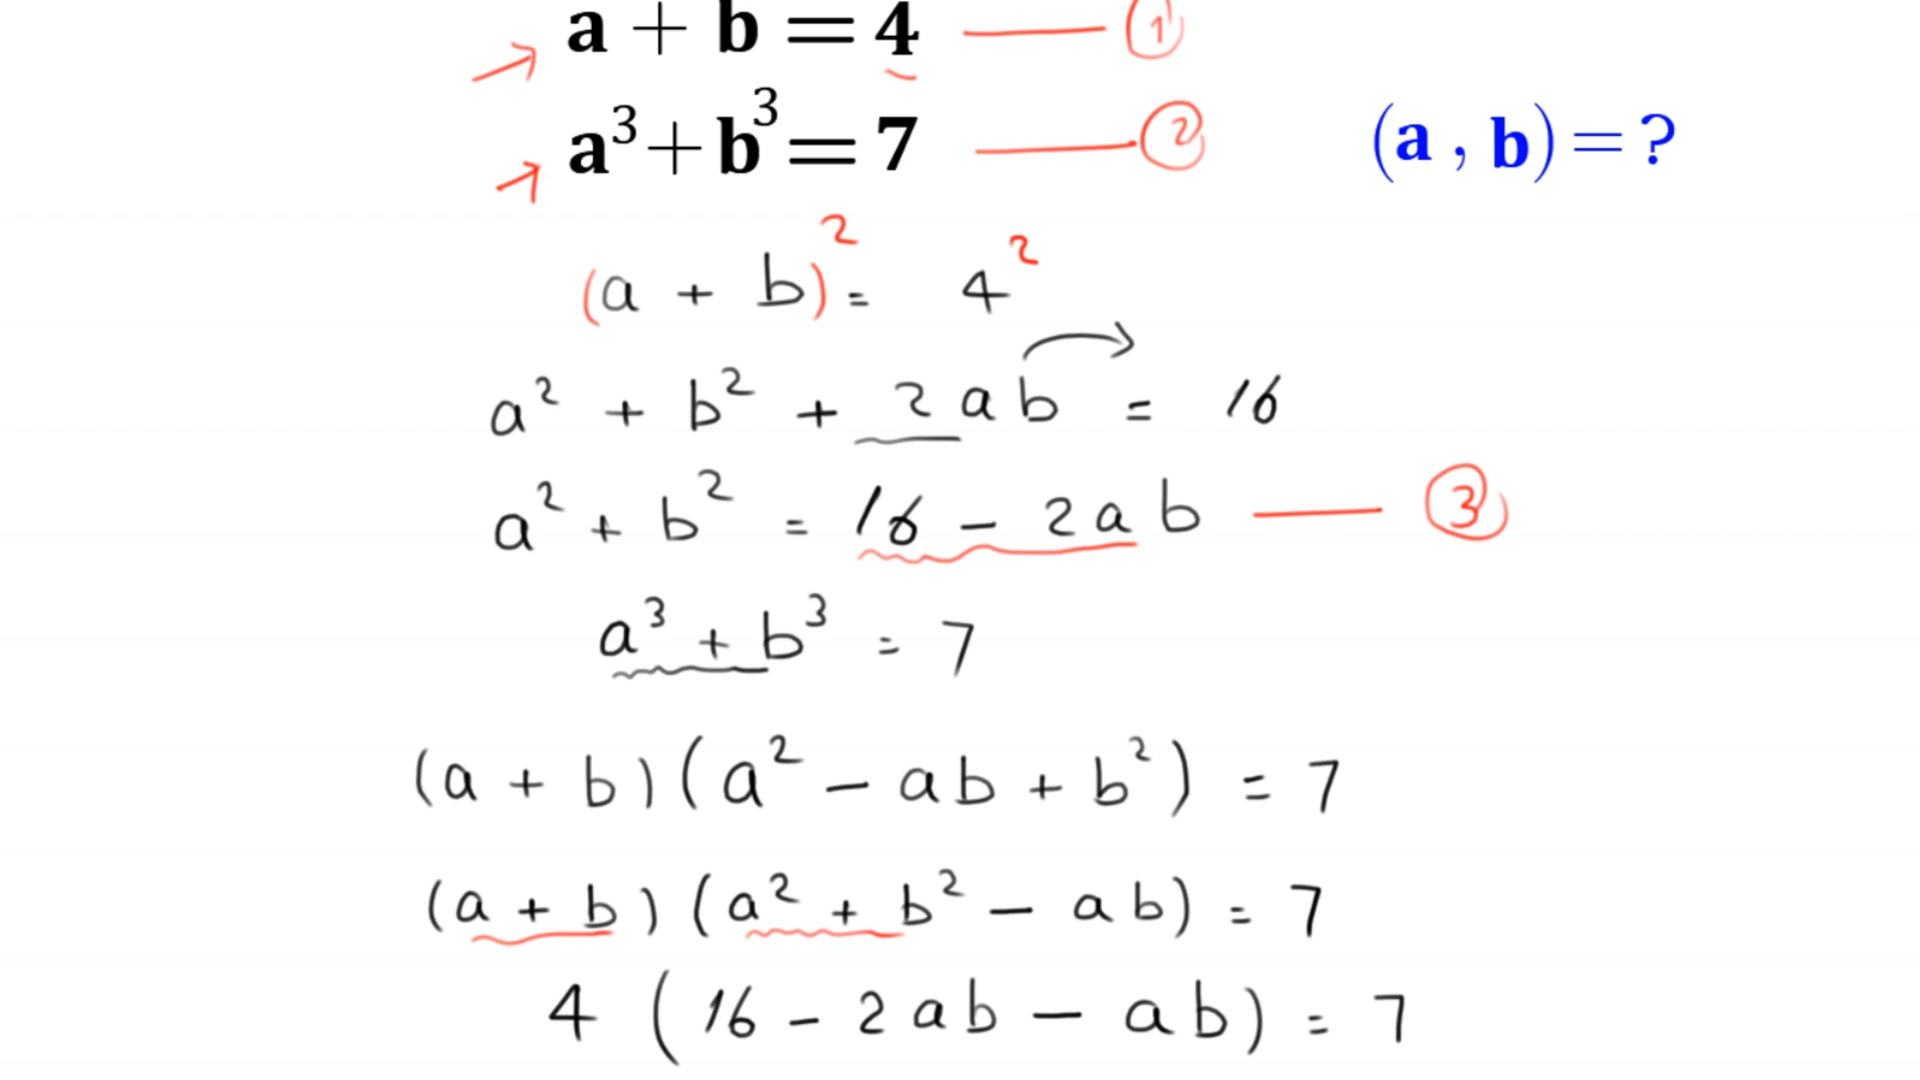 a + b = 4 —— ①
a³ + b³ = 7 —— ② (a , b) = ?
(a + b)² = 4²
a² + b² + 2ab = 16
a² + b² = 16 - 2ab —— ③
a³ + b³ = 7
(a + b)(a² - ab + b²) = 7
(a + b)(a² + b² - ab) = 7
4 (16 - 2ab - ab) = 7